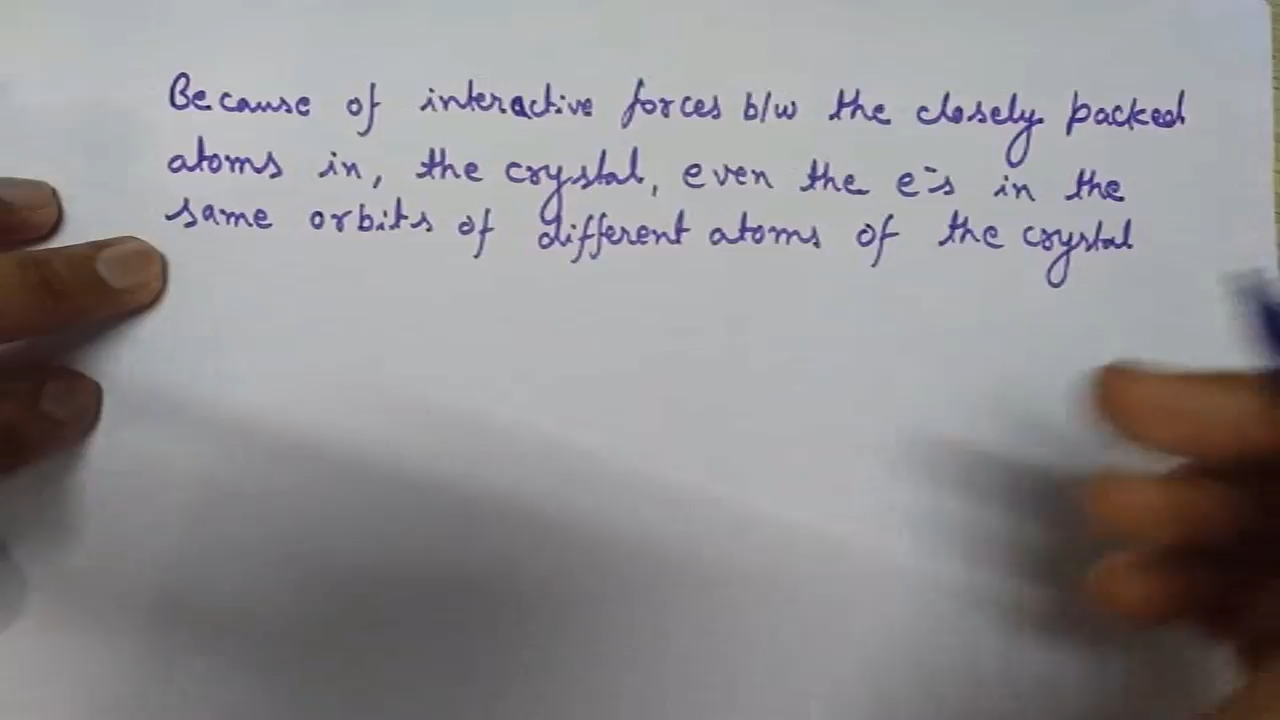 Because of interactive forces b/w the closely packed
atoms in, the crystal, even the e⁻s in the
same orbits of different atoms of the crystal